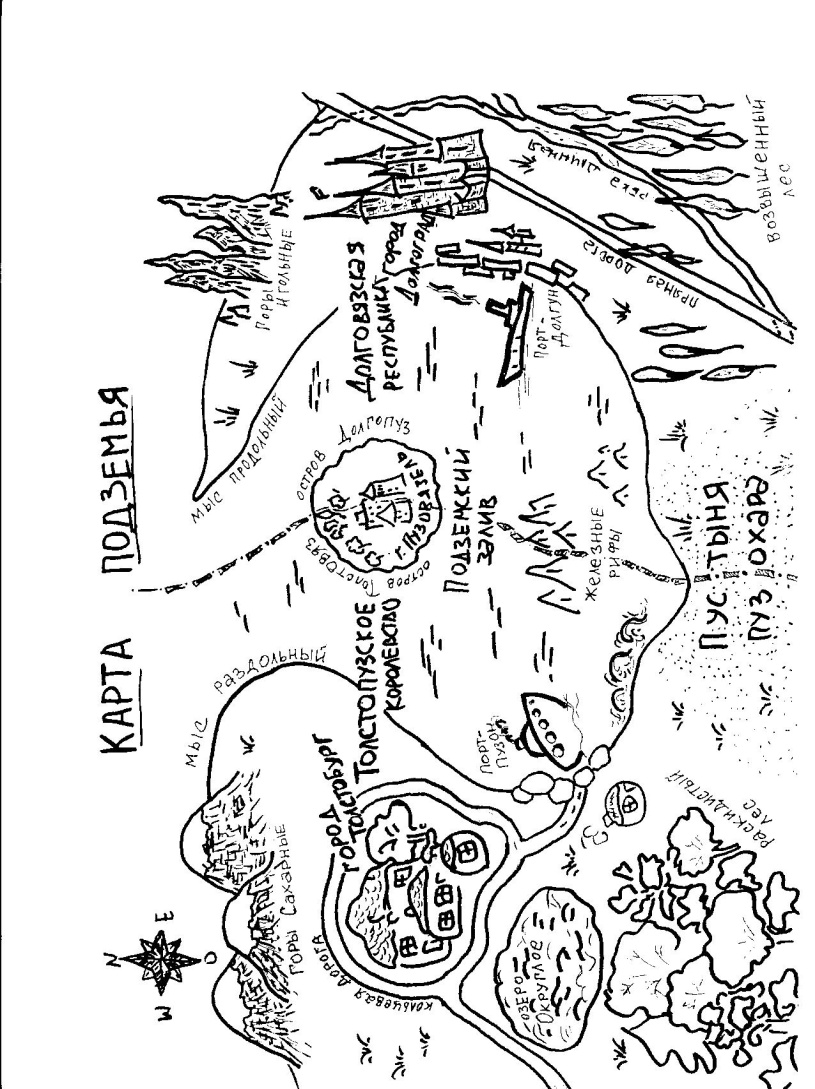 КАРТА ПОДЗЕМЬЯ
N
W E
O
ГОРЫ САХАРНЫЕ
МЫС РАЗДОЛЬНЫЙ
МЫС ПРОДОЛЬНЫЙ
ГОРЫ
ИГОЛЬНЫЕ
КОЛЬЦЕВАЯ ДОРОГА
ГОРОД
ТОЛСТОБУРГ
ТОЛСТОПУЗСКОЕ
КОРОЛЕВСТВО
ОСТРОВ ТОЛСТОВЯЗ
ОСТРОВ ДОЛГОПУЗ
Г. ПУЗОВЯЗЕЛЬ
ДОЛГОВЯЗСКАЯ
РЕСПУБЛИКА
ГОРОД
ДОЛГОГРАД
ПОДЗЕМСКИЙ
ЗАЛИВ
ПОРТ-
ПУЗОН
ПОРТ-
ДОЛГУН
ОЗЕРО
ОКРУГЛОЕ
ЖЕЛЕЗНЫЕ
РИФЫ
РЕКА ДЛИННАЯ
ПРЯМАЯ ДОРОГА
РАСКИДИСТЫЙ
ЛЕС
ПУСТЫНЯ
ПУЗОХАРА
ВОЗВЫШЕННЫЙ
ЛЕС